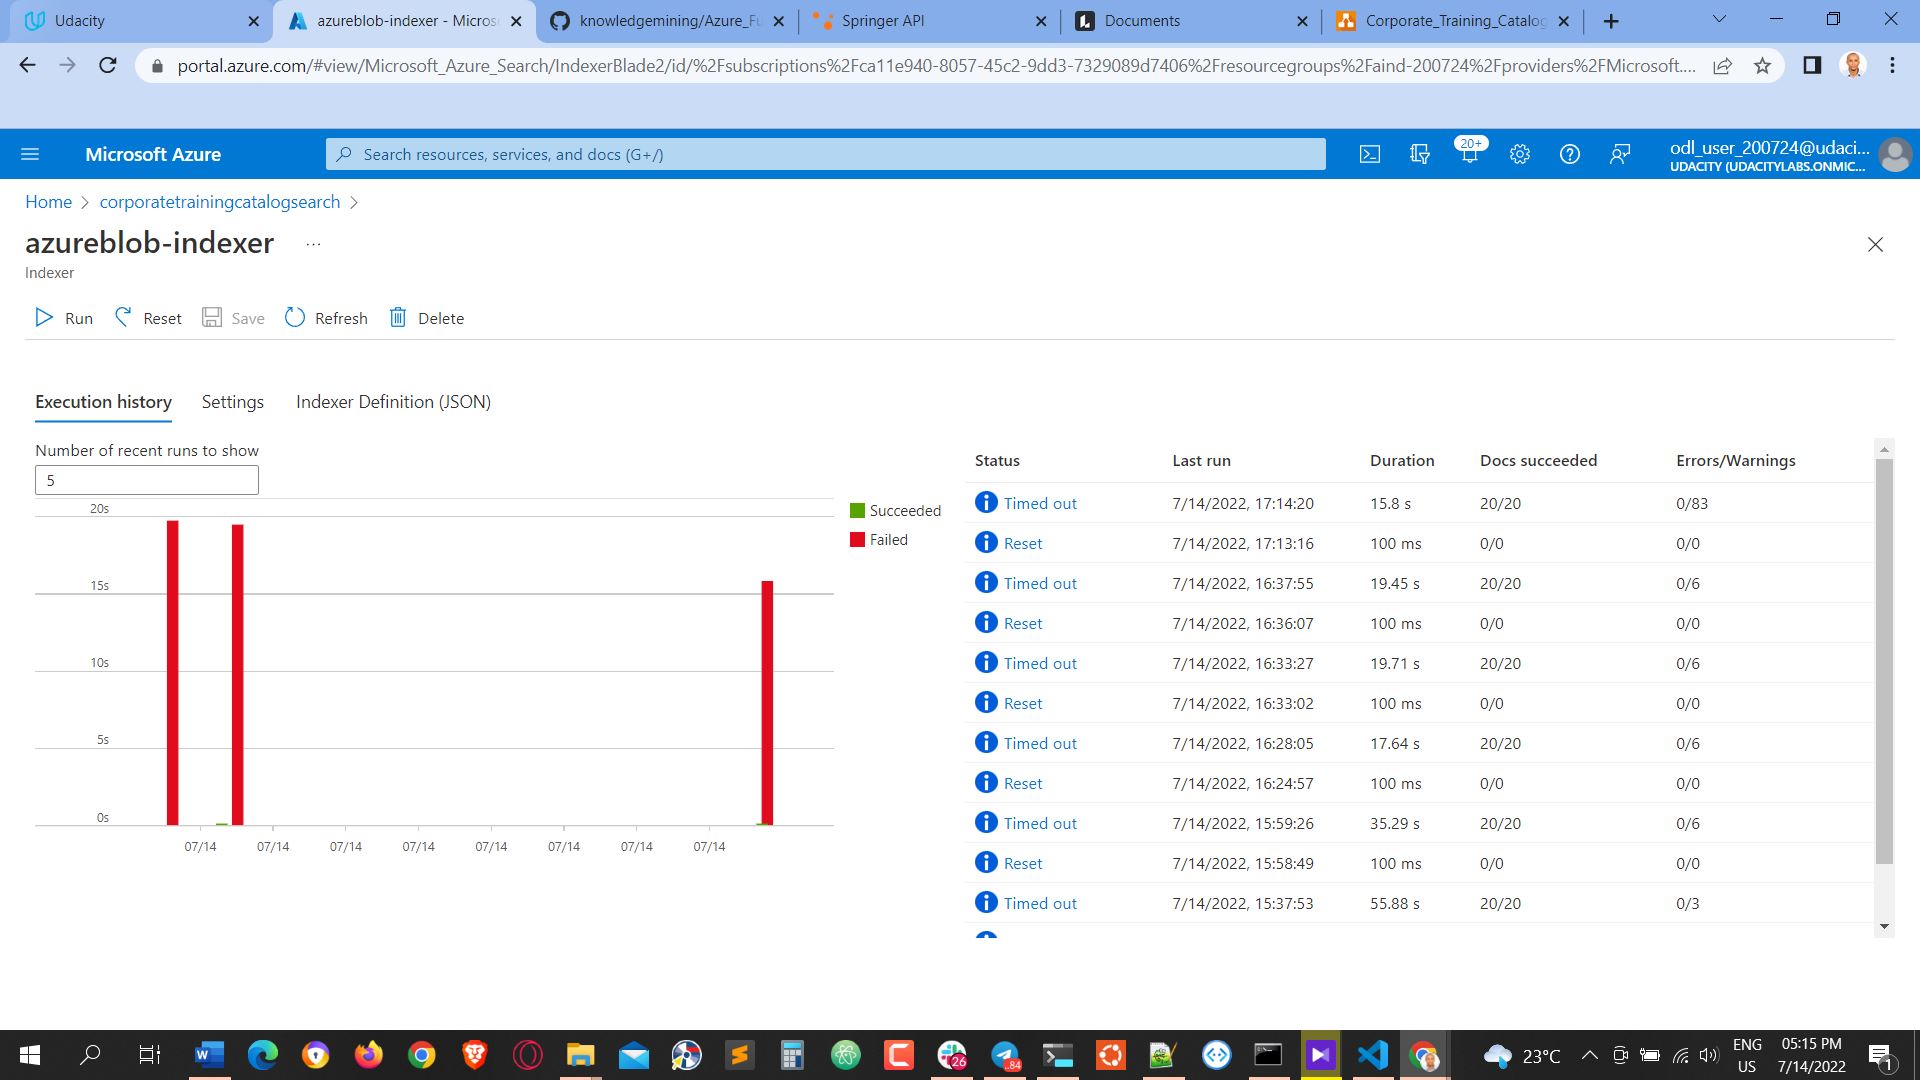 Udacity
azureblob-indexer - Micros
knowledgemining/Azure_Fu
Springer API
Documents
Corporate_Training_Catalog
portal.azure.com/#view/Microsoft_Azure_Search/IndexerBlade2/id/%2Fsubscriptions%2Fca11e940-8057-45c2-9dd3-7329089d7406%2Fresourcegroups%2Faind-200724%2Fproviders%2FMicrosoft....
Microsoft Azure
Search resources, services, and docs (G+/)
20+
odl_user_200724@udaci...
UDACITY (UDACITYLABS.ONMIC...
Home > corporatetrainingcatalogsearch >
azureblob-indexer ...
Indexer
Run Reset Save Refresh Delete
Execution history Settings Indexer Definition (JSON)
Number of recent runs to show
5
20s
15s
10s
5s
0s
07/14 07/14 07/14 07/14 07/14 07/14 07/14 07/14
Succeeded
Failed
Status Last run Duration Docs succeeded Errors/Warnings
Timed out 7/14/2022, 17:14:20 15.8 s 20/20 0/83
Reset 7/14/2022, 17:13:16 100 ms 0/0 0/0
Timed out 7/14/2022, 16:37:55 19.45 s 20/20 0/6
Reset 7/14/2022, 16:36:07 100 ms 0/0 0/0
Timed out 7/14/2022, 16:33:27 19.71 s 20/20 0/6
Reset 7/14/2022, 16:33:02 100 ms 0/0 0/0
Timed out 7/14/2022, 16:28:05 17.64 s 20/20 0/6
Reset 7/14/2022, 16:24:57 100 ms 0/0 0/0
Timed out 7/14/2022, 15:59:26 35.29 s 20/20 0/6
Reset 7/14/2022, 15:58:49 100 ms 0/0 0/0
Timed out 7/14/2022, 15:37:53 55.88 s 20/20 0/3
26
.84
23°C
ENG
US
05:15 PM
7/14/2022
1